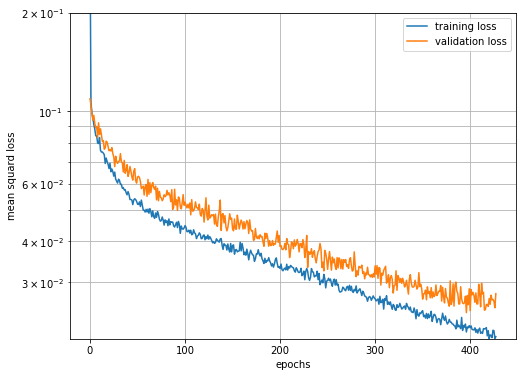 2 × 10⁻¹
10⁻¹
6 × 10⁻²
4 × 10⁻²
3 × 10⁻²
mean squard loss
training loss
validation loss
0
100
200
300
400
epochs